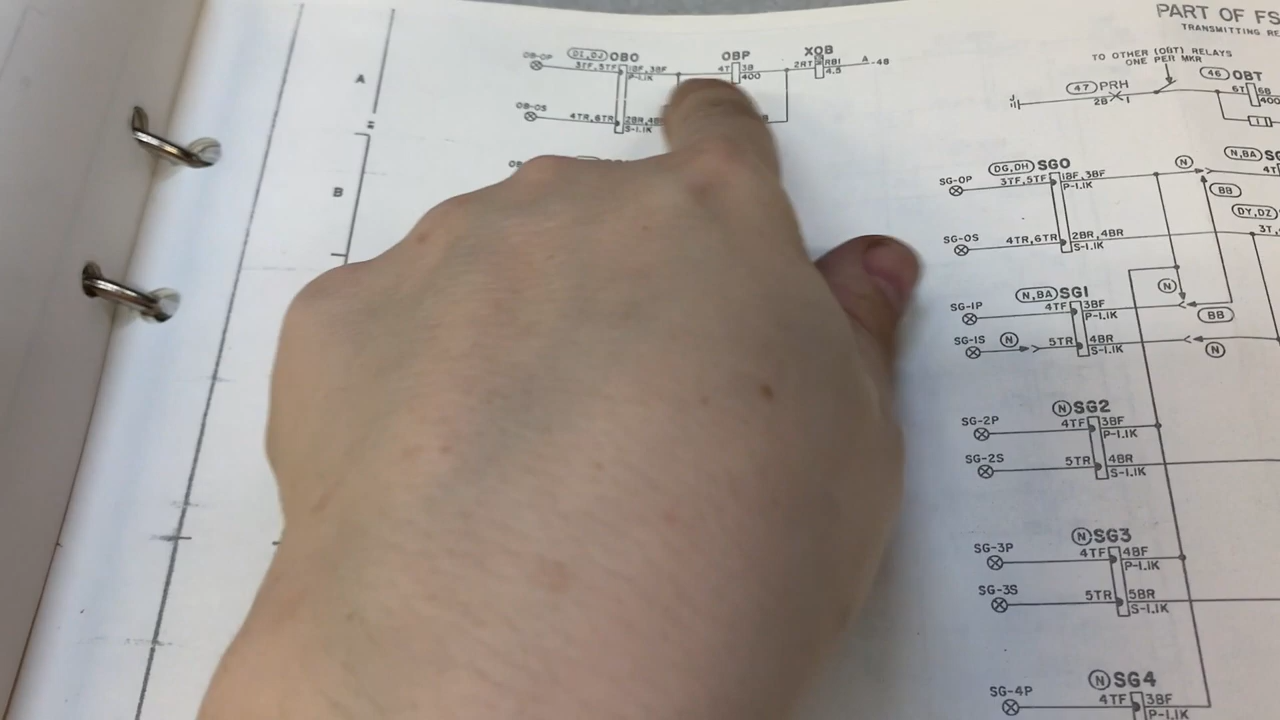 PART OF FS
TRANSMITTING RE
A
OB-OP
DI, DJ
OBO
3TF,5TF
1BF, 3BF
P-1.1K
OBP
4T
3B
400
XOB
2RT
RB1
4.5
A
-48
OB-OS
4TR,6TR
S-1.1K
B
TO OTHER (OBT) RELAYS
ONE PER MKR
47 PRH
2B
1
46 OBT
6T
6B
400
SG-OP
DG,DH
SGO
3TF,5TF
1BF, 3BF
P-1.1K
SG-OS
4TR,6TR
2BR,4BR
S-1.1K
N
N,BA
BB
DY,DZ
N,BA
SG1
SG-1P
4TF
3BF
P-1.1K
N
BB
SG-1S
N
5TR
4BR
S-1.1K
N
N
SG2
SG-2P
4TF
3BF
P-1.1K
SG-2S
5TR
4BR
S-1.1K
N
SG3
SG-3P
4TF
4BF
P-1.1K
SG-3S
5TR
5BR
S-1.1K
N
SG4
SG-4P
4TF
3BF
P-1.1K